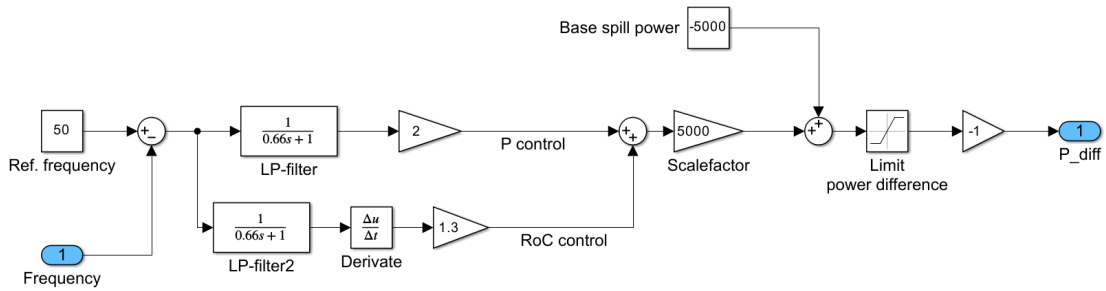 Base spill power
-5000
50
Ref. frequency
+
−
1
0.66s + 1
LP-filter
2
P control
+
+
5000
Scalefactor
+
+
Limit
power difference
-1
1
P_diff
1
Frequency
1
0.66s + 1
LP-filter2
Δu
Δt
Derivate
1.3
RoC control